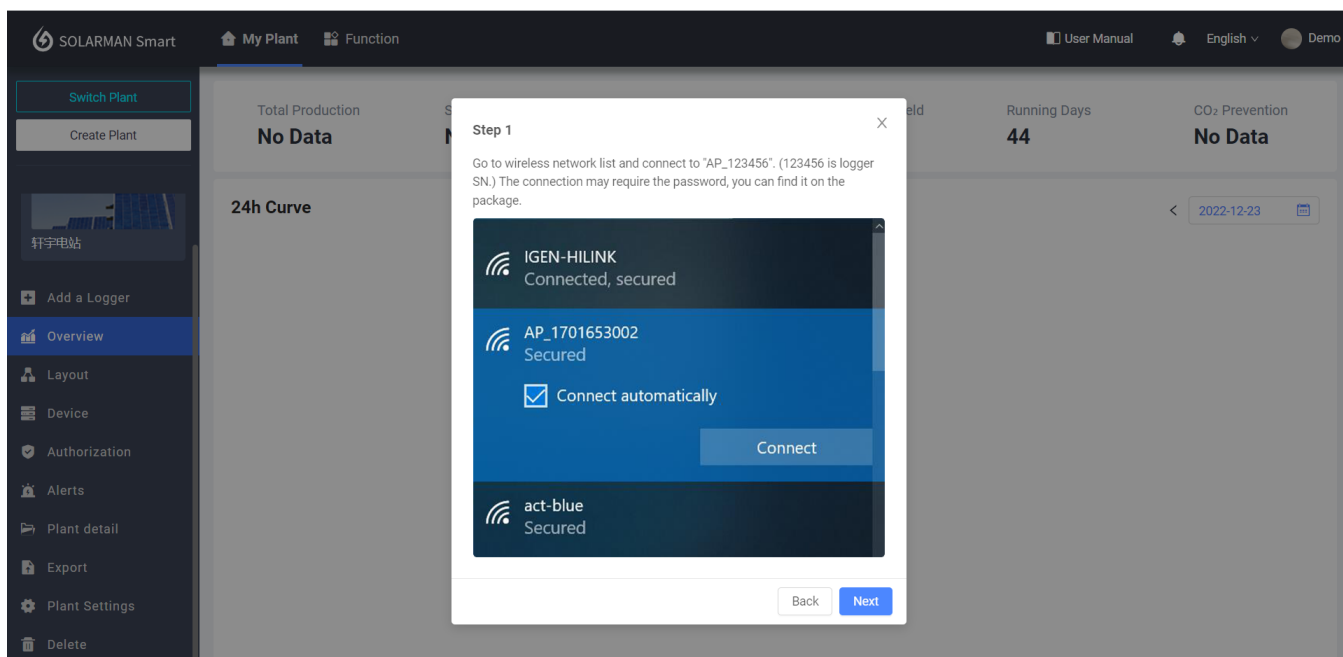 SOLARMAN Smart
My Plant
Function
User Manual
English
Demo
Switch Plant
Create Plant
轩宇电站
Add a Logger
Overview
Layout
Device
Authorization
Alerts
Plant detail
Export
Plant Settings
Delete
Total Production
No Data
eld
Running Days
44
CO₂ Prevention
No Data
24h Curve
2022-12-23
Step 1
Go to wireless network list and connect to "AP_123456". (123456 is logger
SN.) The connection may require the password, you can find it on the
package.
IGEN-HILINK
Connected, secured
AP_1701653002
Secured
Connect automatically
Connect
act-blue
Secured
Back
Next